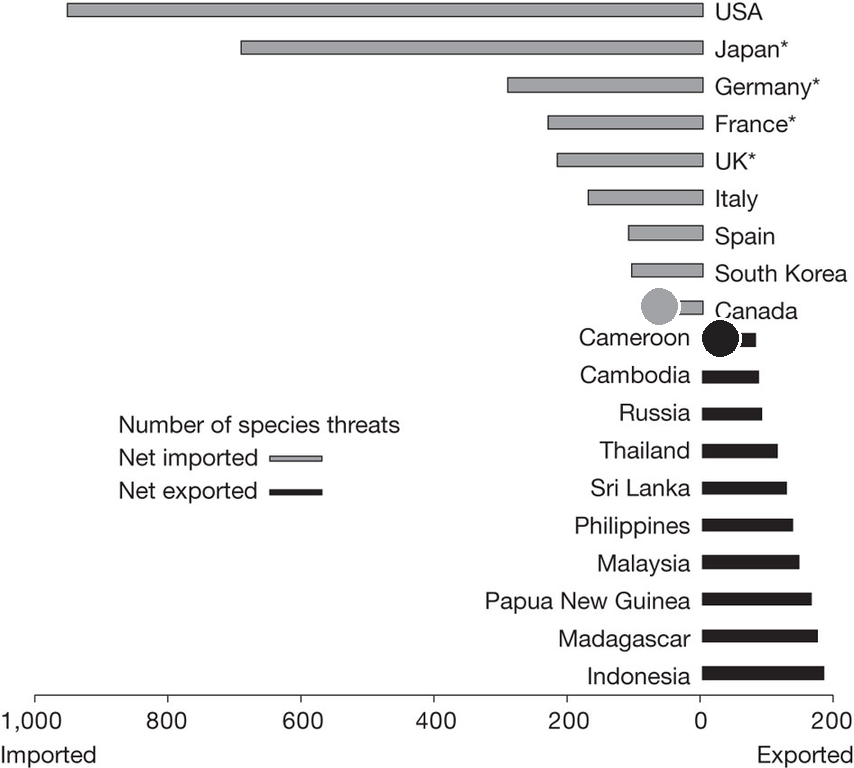 USA
Japan*
Germany*
France*
UK*
Italy
Spain
South Korea
Canada
Cameroon
Cambodia
Russia
Thailand
Sri Lanka
Philippines
Malaysia
Papua New Guinea
Madagascar
Indonesia
Number of species threats
Net imported
Net exported
1,000 800 600 400 200 0 200
Imported Exported